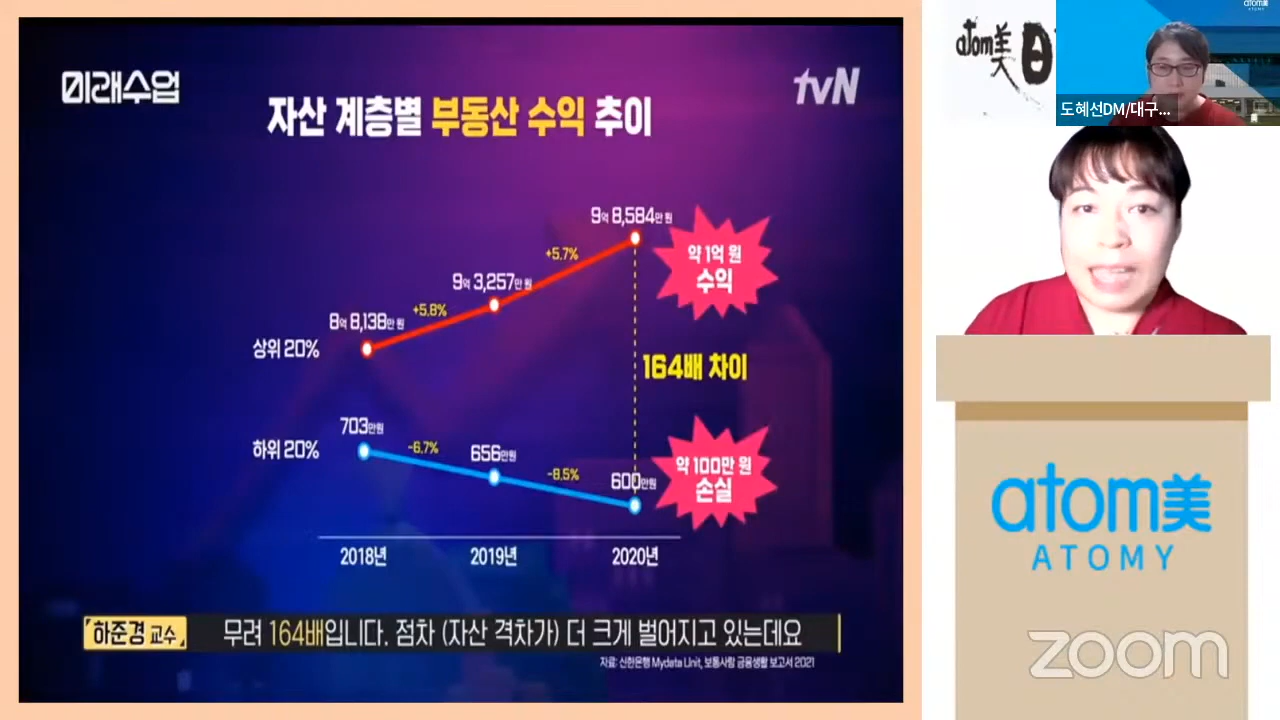 미래수업
tvN
자산 계층별 부동산 수익 추이
9억 8,584만 원
+5.7%
9억 3,257만 원
+5.8%
8억 8,138만 원
상위 20%
약 1억 원
수익
164배 차이
703만원
-6.7%
656만원
-8.5%
600만원
하위 20%
약 100만 원
손실
2018년
2019년
2020년
하준경 교수
무려 164배입니다. 점차 (자산 격차가) 더 크게 벌어지고 있는데요
자료: 신한은행 Mydata Unit, 보통사람 금융생활 보고서 2021
atom美
atom美
ATOMY
도혜선DM/대구...
atom美
ATOMY
zoom